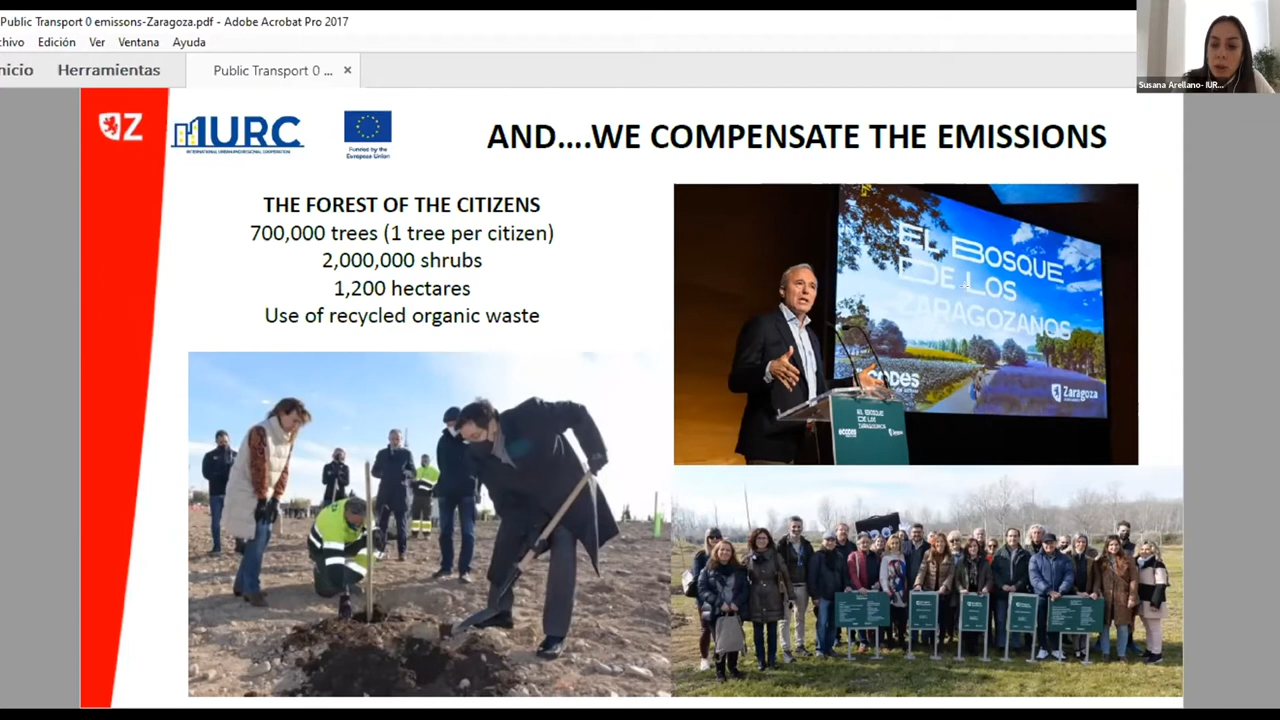 Public Transport 0 emissons-Zaragoza.pdf - Adobe Acrobat Pro 2017
chivo Edición Ver Ventana Ayuda
nicio Herramientas Public Transport 0 ... ×
Susana Arellano- IUR...
Z
IURC
INTERNATIONAL URBAN AND REGIONAL COOPERATION
Funded by the
European Union
AND....WE COMPENSATE THE EMISSIONS
THE FOREST OF THE CITIZENS
700,000 trees (1 tree per citizen)
2,000,000 shrubs
1,200 hectares
Use of recycled organic waste
EL BOSQUE
DE LOS
ZARAGOZANOS
ecodes
Zaragoza
EL BOSQUE
DE LOS
ZARAGOZANOS
ecodes